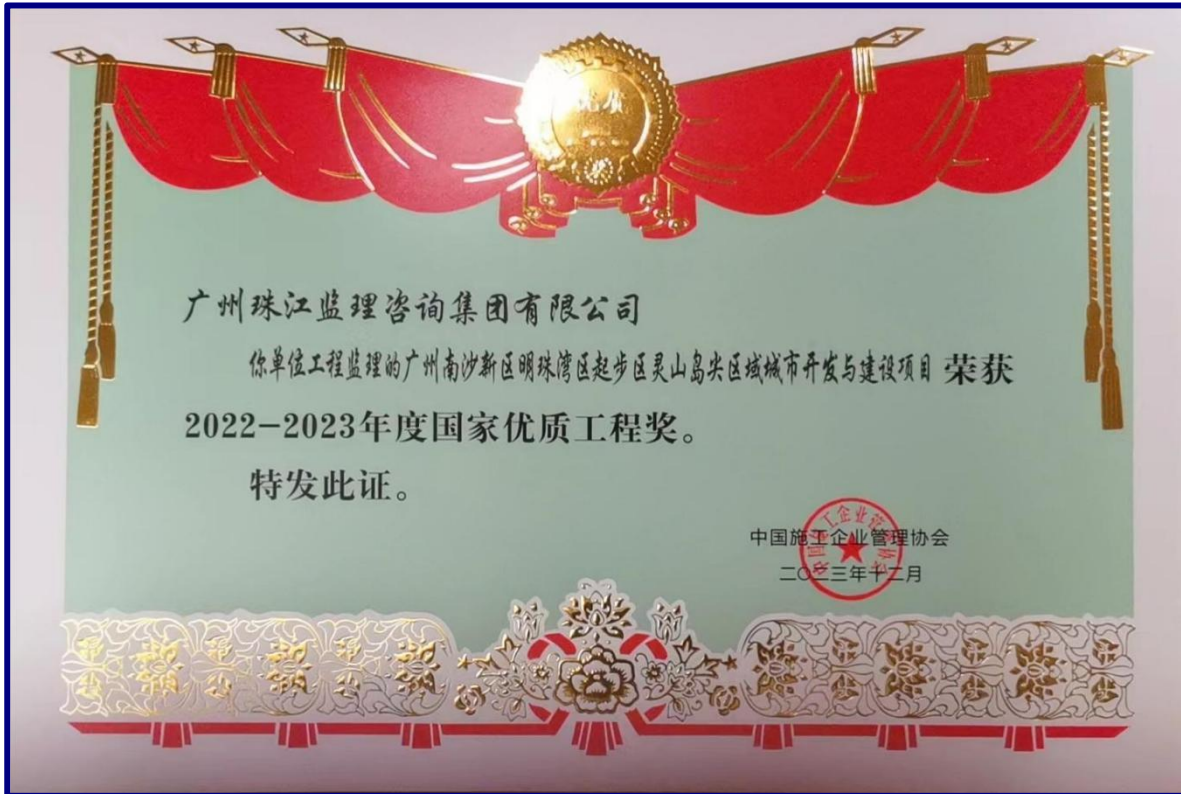 广州珠江监理咨询集团有限公司
你单位工程监理的广州南沙新区明珠湾区起步区灵山岛尖区域城市开发与建设项目 荣获
2022-2023年度国家优质工程奖。
特发此证。
中国施工企业管理协会
二〇二三年十二月